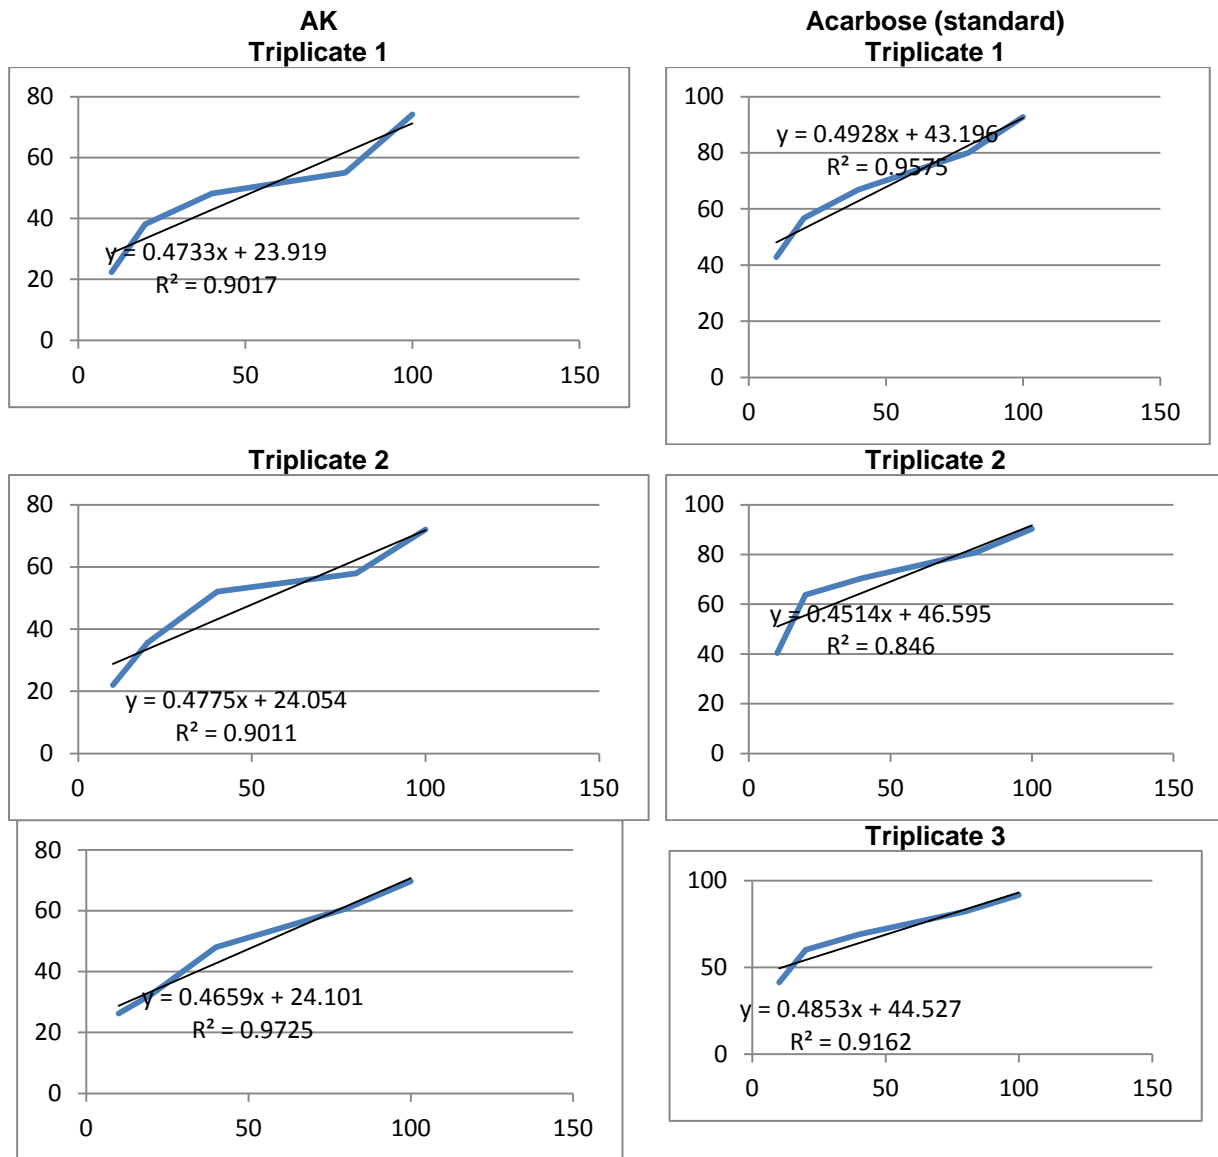 AK
Triplicate 1
80
60
40
20
0
y = 0.4733x + 23.919
R² = 0.9017
0 50 100 150
Acarbose (standard)
Triplicate 1
100
80
60
40
20
0
y = 0.4928x + 43.196
R² = 0.9575
0 50 100 150
Triplicate 2
80
60
40
20
0
y = 0.4775x + 24.054
R² = 0.9011
0 50 100 150
Triplicate 2
100
80
60
40
20
0
y = 0.4514x + 46.595
R² = 0.846
0 50 100 150
80
60
40
20
0
y = 0.4659x + 24.101
R² = 0.9725
0 50 100 150
Triplicate 3
100
50
0
y = 0.4853x + 44.527
R² = 0.9162
0 50 100 150